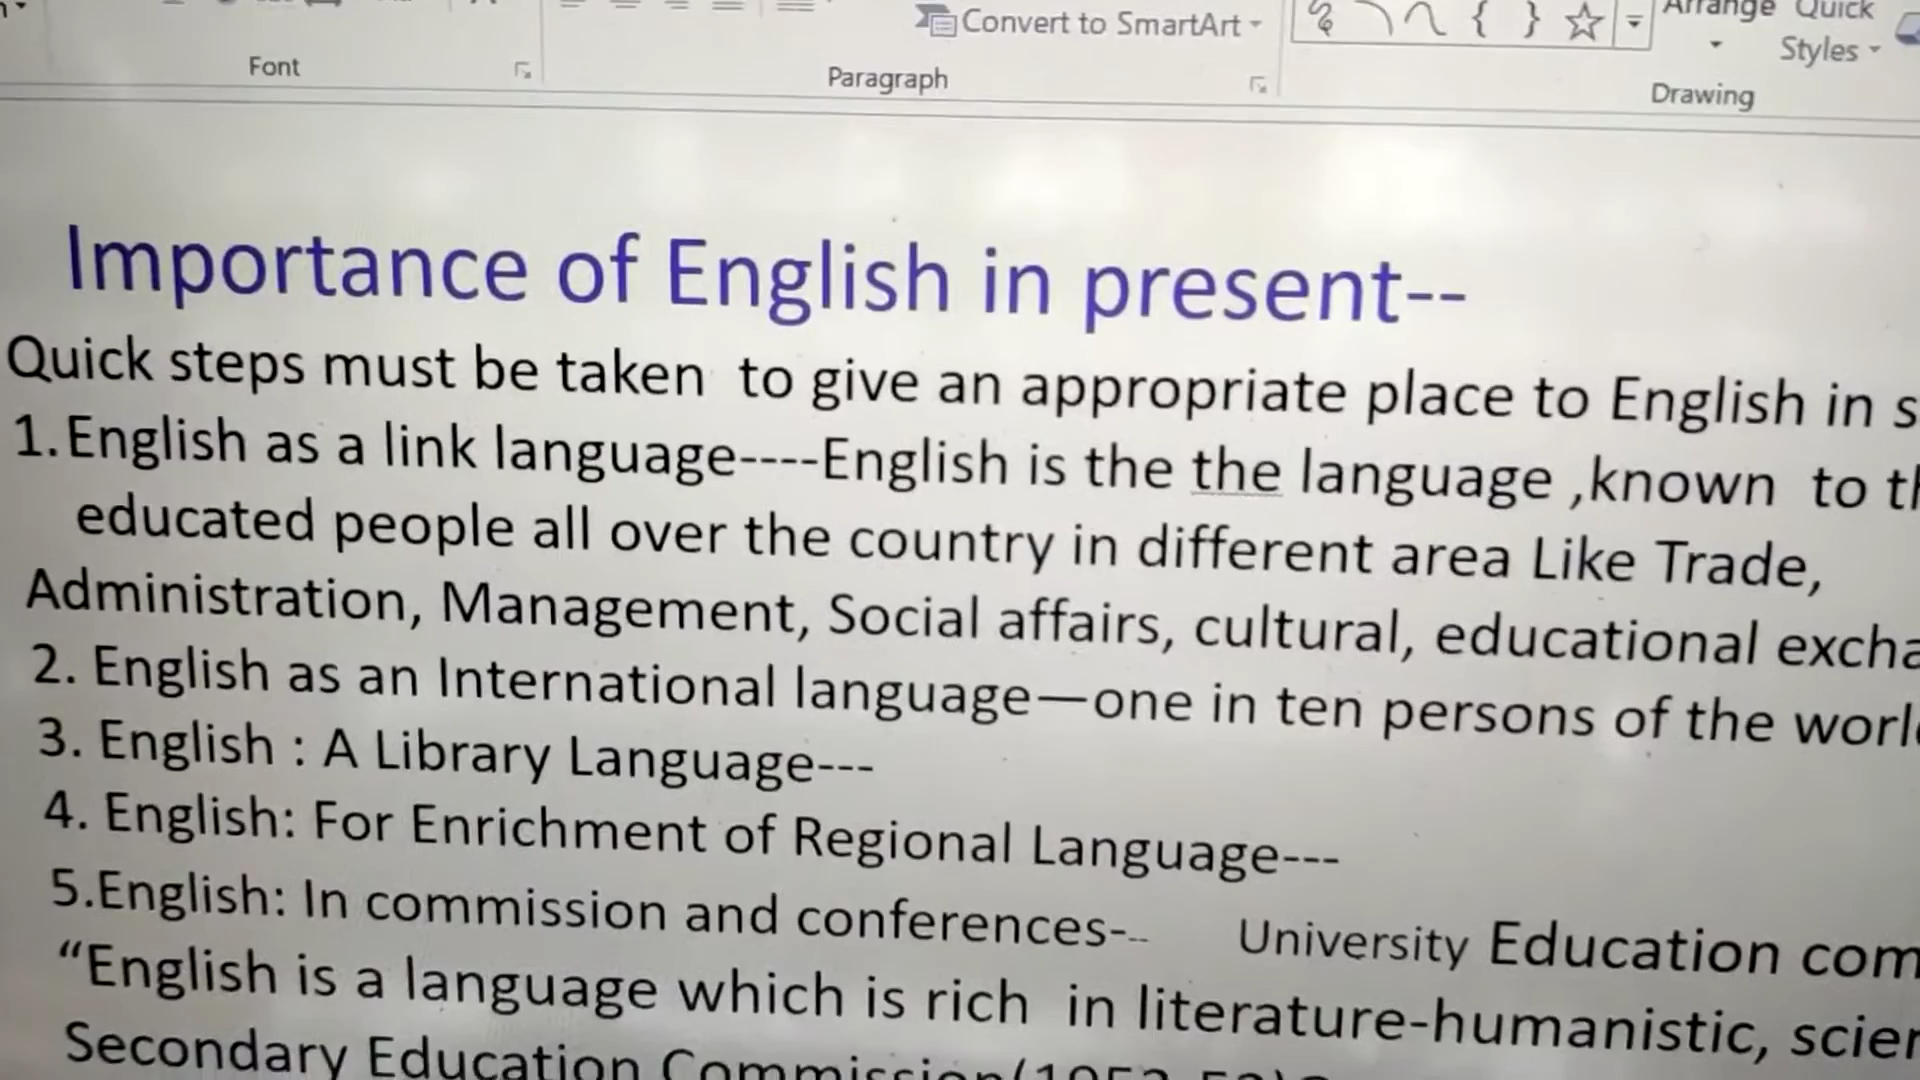 Convert to SmartArt
Quick
Styles
Font
Paragraph
Drawing
Importance of English in present--
Quick steps must be taken to give an appropriate place to English in
1. English as a link language----English is the the language ,known to
educated people all over the country in different area Like Trade,
Administration, Management, Social affairs, cultural, educational
2. English as an International language—one in ten persons of the
3. English : A Library Language---
4. English: For Enrichment of Regional Language---
5.English: In commission and conferences--- University Education
“English is a language which is rich in literature-humanistic,
Secondary Education Commission